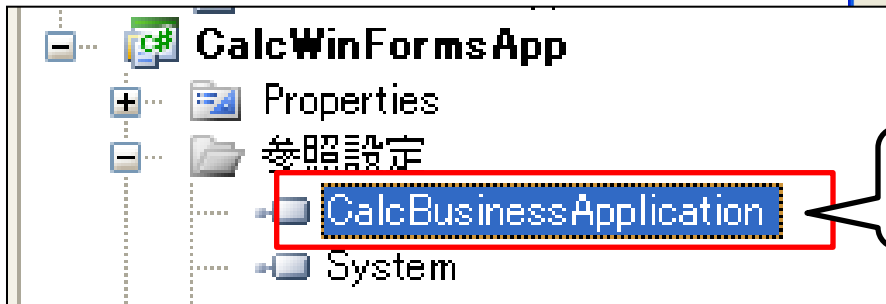 CalcWinFormsApp
Properties
参照設定
CalcBusinessApplication
System